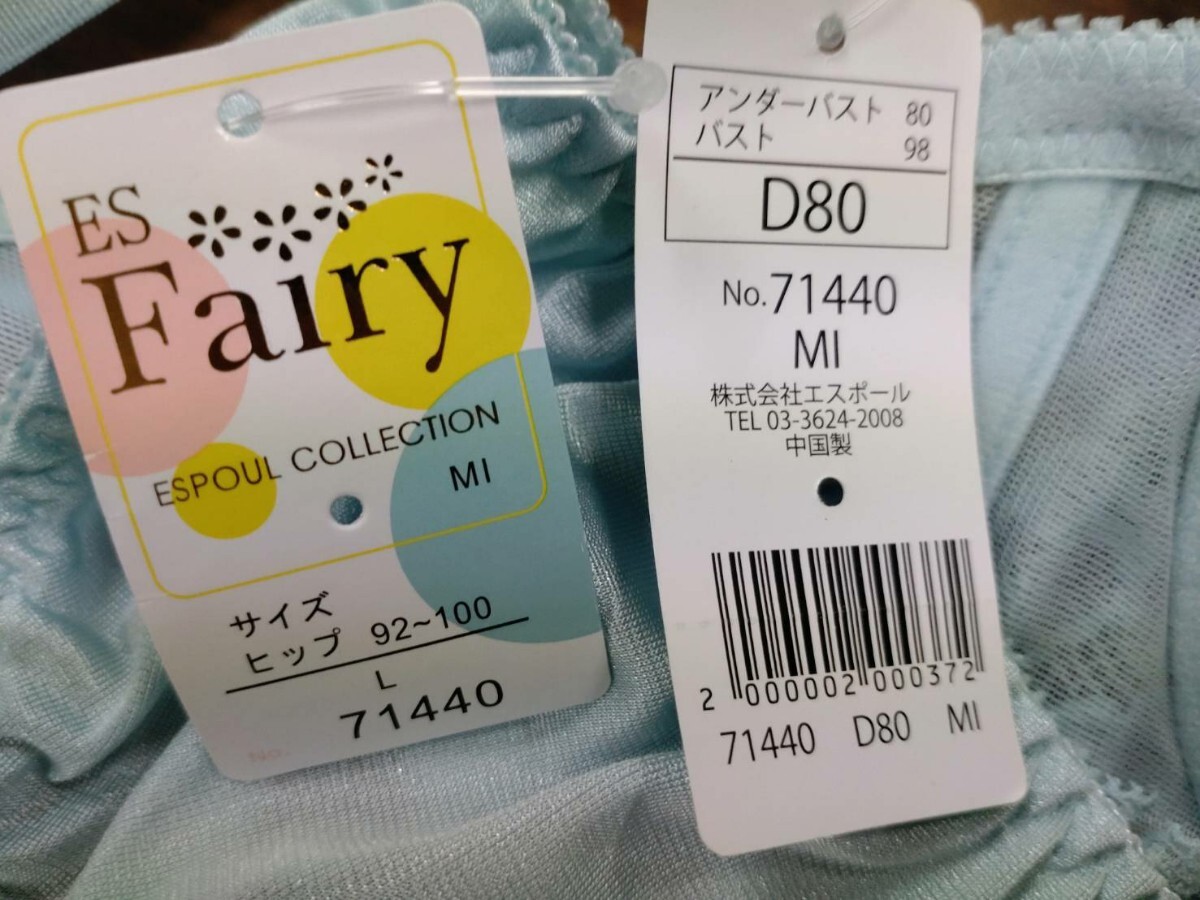 ES
Fairy
ESPOUL COLLECTION
MI
サイズ
ヒップ 92~100
L
71440
No.
アンダーバスト 80
バスト 98
D80
No.71440
MI
株式会社エスポール
TEL 03-3624-2008
中国製
2 000002 000372
71440 D80 MI